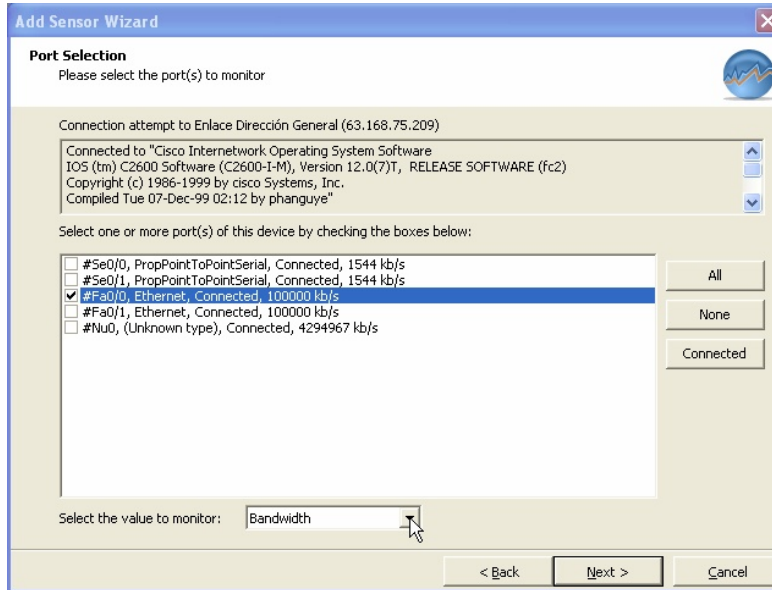 Add Sensor Wizard
Port Selection
Please select the port(s) to monitor
Connection attempt to Enlace Dirección General (63.168.75.209)
Connected to "Cisco Internetwork Operating System Software
IOS (tm) C2600 Software (C2600-I-M), Version 12.0(7)T,  RELEASE SOFTWARE (fc2)
Copyright (c) 1986-1999 by cisco Systems, Inc.
Compiled Tue 07-Dec-99 02:12 by phanguye"
Select one or more port(s) of this device by checking the boxes below:
#Se0/0, PropPointToPointSerial, Connected, 1544 kb/s
#Se0/1, PropPointToPointSerial, Connected, 1544 kb/s
#Fa0/0, Ethernet, Connected, 100000 kb/s
#Fa0/1, Ethernet, Connected, 100000 kb/s
#Nu0, (Unknown type), Connected, 4294967 kb/s
All
None
Connected
Select the value to monitor: Bandwidth
< Back Next > Cancel